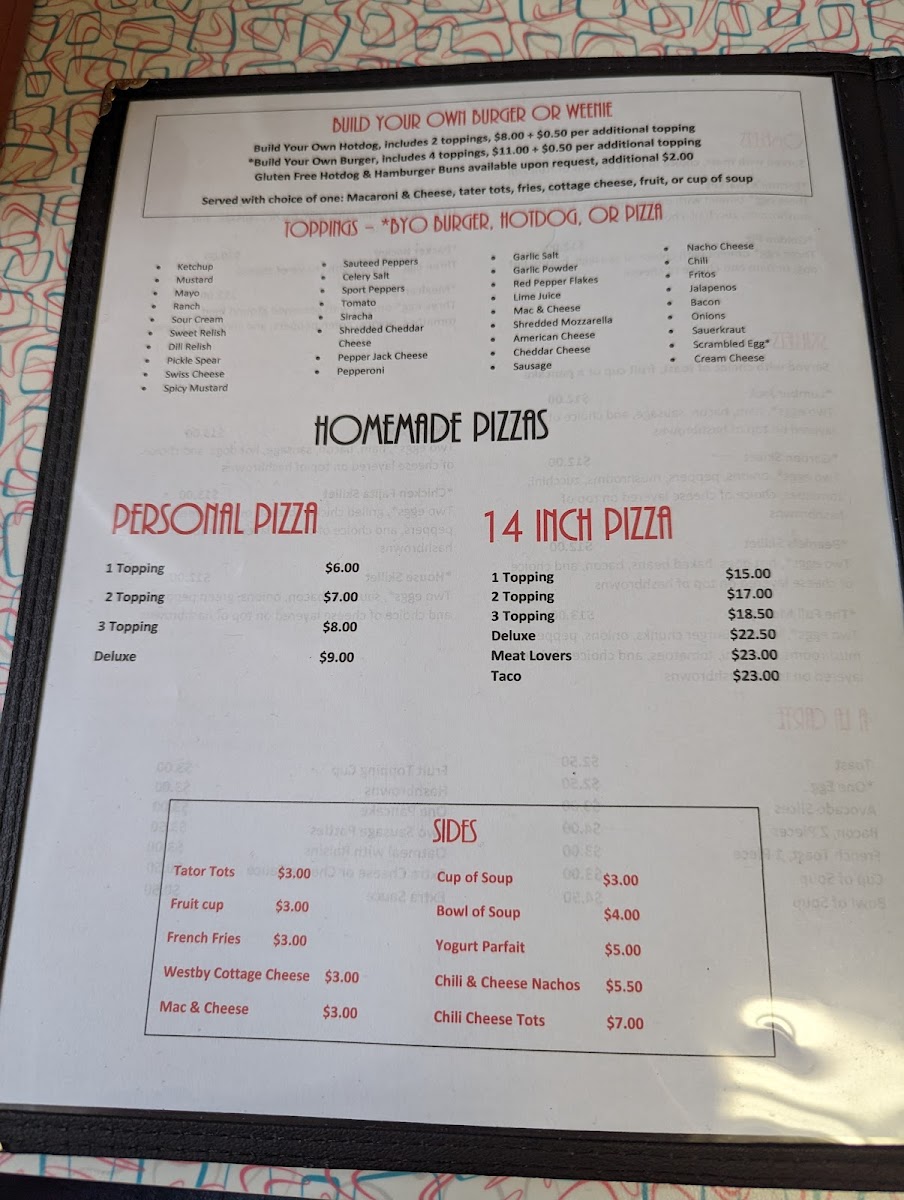 BUILD YOUR OWN BURGER OR WEENIE
Build Your Own Hotdog, includes 2 toppings, $8.00 + $0.50 per additional topping
*Build Your Own Burger, Includes 4 toppings, $11.00 + $0.50 per additional topping
Gluten Free Hotdog & Hamburger Buns available upon request, additional $2.00
Served with choice of one: Macaroni & Cheese, tater tots, fries, cottage cheese, fruit, or cup of soup
TOPPINGS – *BYO BURGER, HOTDOG, OR PIZZA
• Ketchup
• Mustard
• Mayo
• Ranch
• Sour Cream
• Sweet Relish
• Dill Relish
• Pickle Spear
• Swiss Cheese
• Spicy Mustard
• Sauteed Peppers
• Celery Salt
• Sport Peppers
• Tomato
• Siracha
• Shredded Cheddar
Cheese
• Pepper Jack Cheese
• Pepperoni
• Garlic Salt
• Garlic Powder
• Red Pepper Flakes
• Lime Juice
• Mac & Cheese
• Shredded Mozzarella
• American Cheese
• Cheddar Cheese
• Sausage
• Nacho Cheese
• Chili
• Fritos
• Jalapenos
• Bacon
• Onions
• Sauerkraut
• Scrambled Egg*
• Cream Cheese
HOMEMADE PIZZAS
PERSONAL PIZZA
1 Topping $6.00
2 Topping $7.00
3 Topping $8.00
Deluxe $9.00
14 INCH PIZZA
1 Topping $15.00
2 Topping $17.00
3 Topping $18.50
Deluxe $22.50
Meat Lovers $23.00
Taco $23.00
SIDES
Tator Tots $3.00
Fruit cup $3.00
French Fries $3.00
Westby Cottage Cheese $3.00
Mac & Cheese $3.00
Cup of Soup $3.00
Bowl of Soup $4.00
Yogurt Parfait $5.00
Chili & Cheese Nachos $5.50
Chili Cheese Tots $7.00